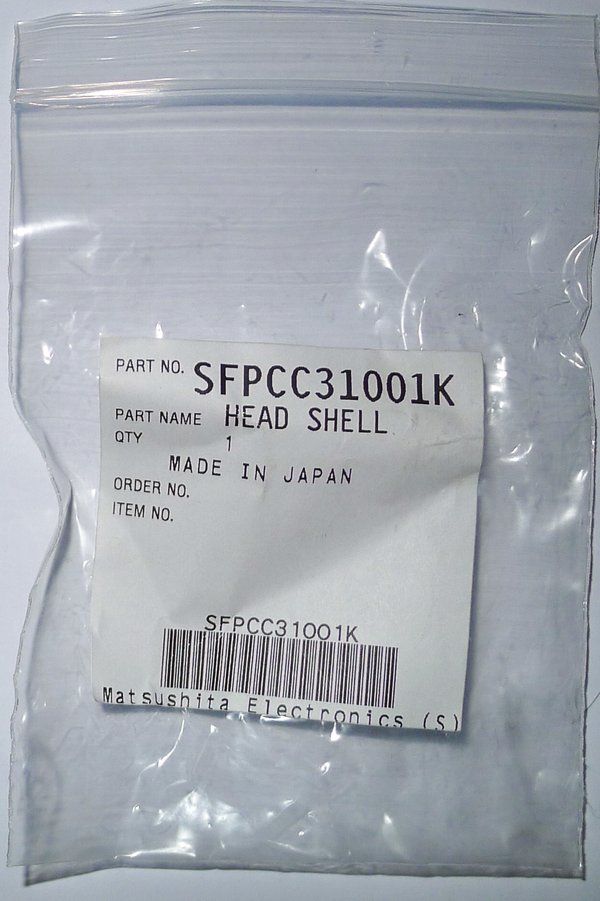 PART NO. SFPCC31001K
PART NAME HEAD SHELL
QTY 1
MADE IN JAPAN
ORDER NO.
ITEM NO.
SFPCC31001K
Matsushita Electronics (S)